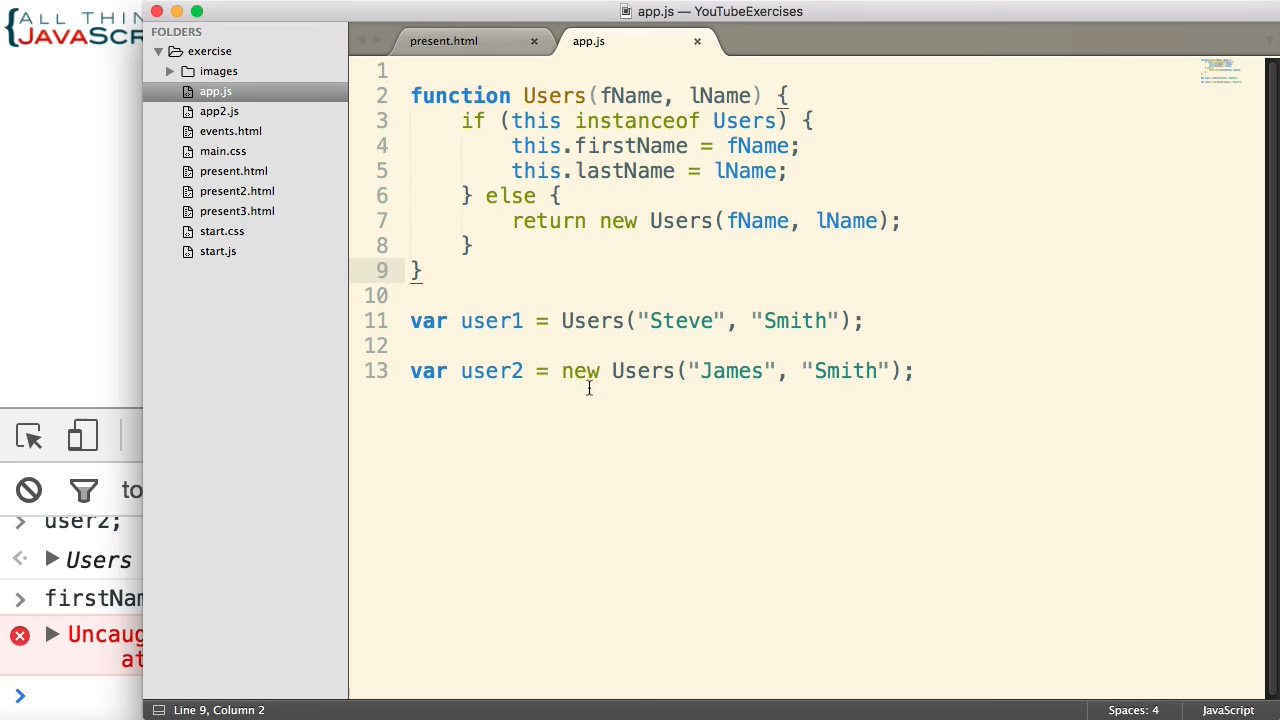 {ALL THIN
JAVASCR
app.js — YouTubeExercises
FOLDERS
exercise
images
app.js
app2.js
events.html
main.css
present.html
present2.html
present3.html
start.css
start.js
present.html × app.js ×
1
2 function Users(fName, lName) {
3 if (this instanceof Users) {
4 this.firstName = fName;
5 this.lastName = lName;
6 } else {
7 return new Users(fName, lName);
8 }
9 }
10
11 var user1 = Users("Steve", "Smith");
12
13 var user2 = new Users("James", "Smith");
to
> user2;
Users
> firstNam
Uncaug
at
>
Line 9, Column 2
Spaces: 4
JavaScript